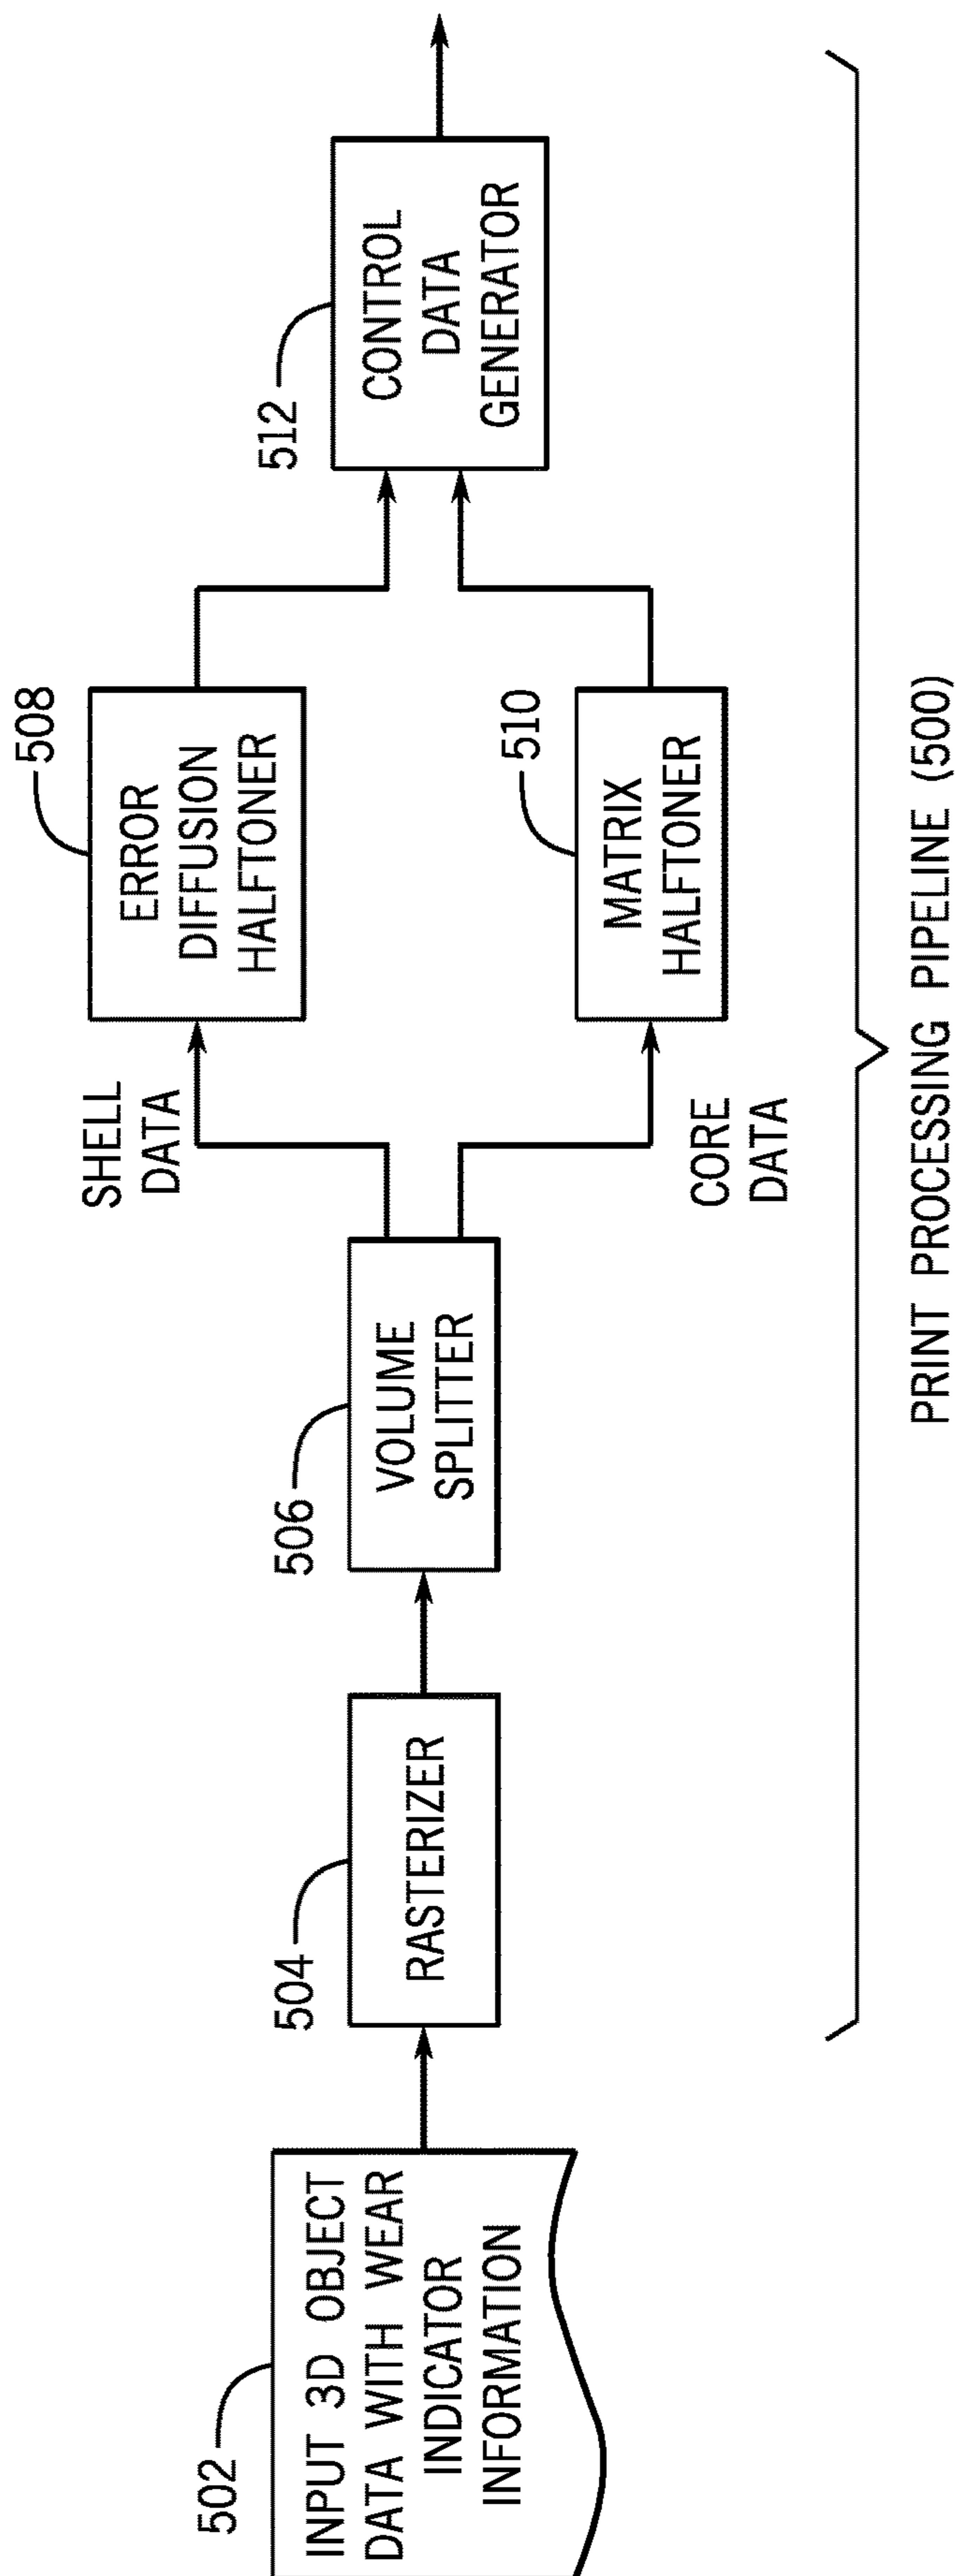 502
INPUT 3D OBJECT
DATA WITH WEAR
INDICATOR
INFORMATION
504
RASTERIZER
506
VOLUME
SPLITTER
SHELL
DATA
CORE
DATA
508
ERROR
DIFFUSION
HALFTONER
510
MATRIX
HALFTONER
512
CONTROL
DATA
GENERATOR
PRINT PROCESSING PIPELINE (500)